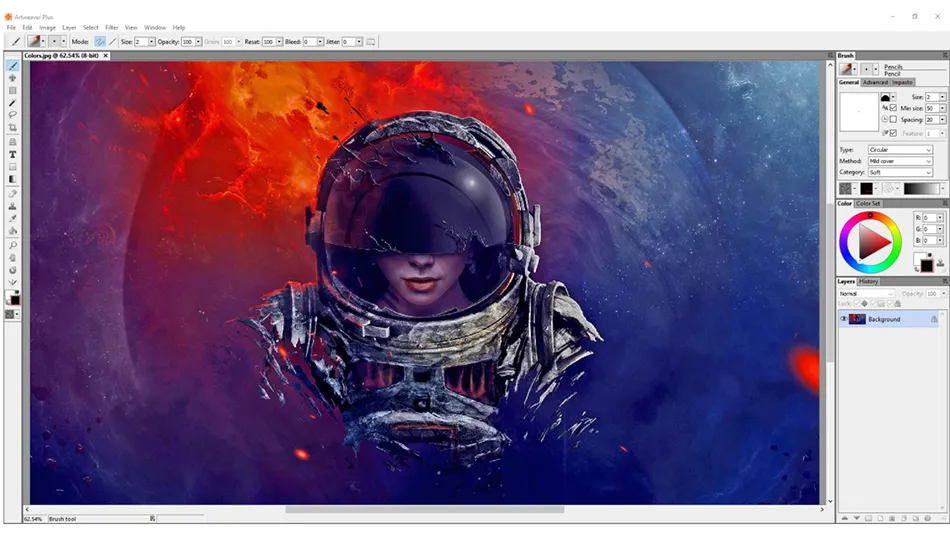 Artweaver Plus
File Edit Image Layer Select Filter View Window Help
Mode: Size: 2 Opacity: 100 Grain: 100 Resat: 100 Bleed: 0 Jitter: 0
Colors.jpg @ 62.54% (8-bit)
Brush
Pencils
Pencil
General Advanced Impasto
Size: 2
Min size: 50
Spacing: 20
Feature: 1
Type: Circular
Method: Mild cover
Category: Soft
Color Color Set
R: 0
G: 0
B: 0
Layers History
Normal Opacity: 100
Lock:
Background
62.54% Brush tool